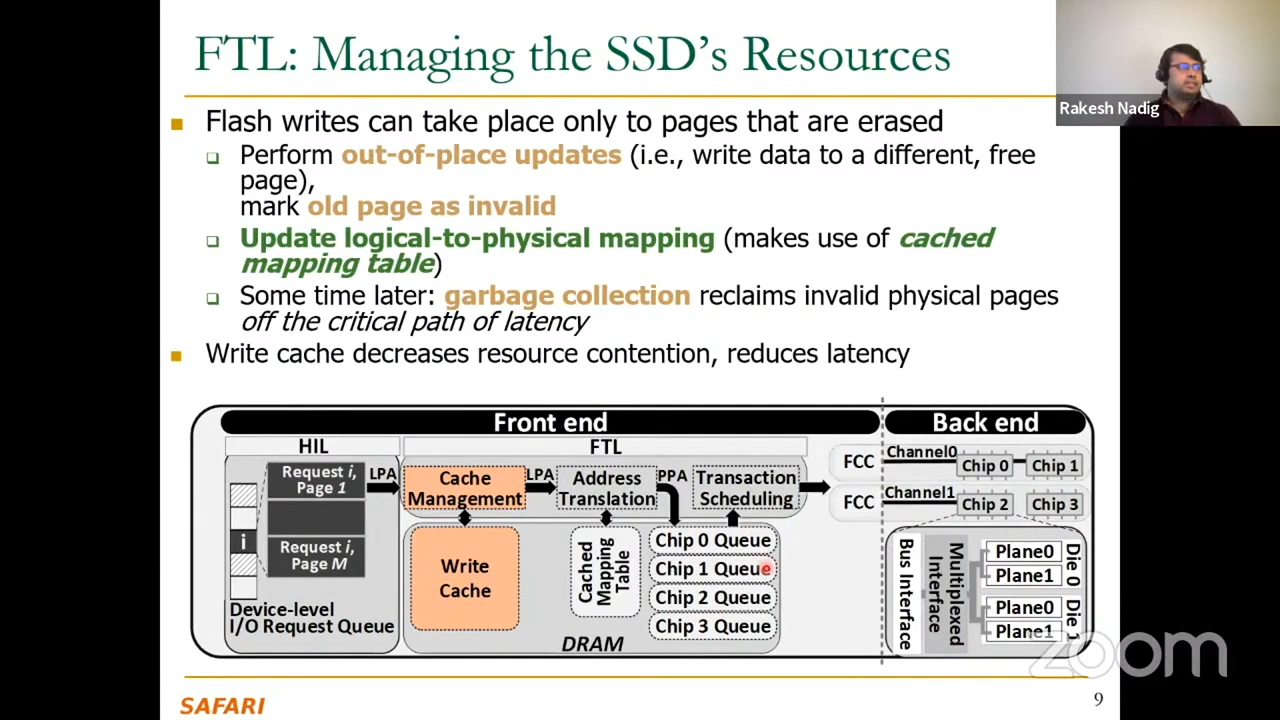 FTL: Managing the SSD's Resources
Rakesh Nadig
Flash writes can take place only to pages that are erased
Perform out-of-place updates (i.e., write data to a different, free
page),
mark old page as invalid
Update logical-to-physical mapping (makes use of cached
mapping table)
Some time later: garbage collection reclaims invalid physical pages
off the critical path of latency
Write cache decreases resource contention, reduces latency
Front end
Back end
HIL
FTL
Request i,
Page 1
LPA
Cache
Management
LPA
Address
Translation
PPA
Transaction
Scheduling
FCC
Channel0
Chip 0
Chip 1
FCC
Channel1
Chip 2
Chip 3
i
Request i,
Page M
Device-level
I/O Request Queue
Write
Cache
Cached
Mapping
Table
Chip 0 Queue
Chip 1 Queue
Chip 2 Queue
Chip 3 Queue
DRAM
Bus Interface
Multiplexed
Interface
Plane0
Plane1
Die 0
Plane0
Plane1
Die 1
zoom
SAFARI
9